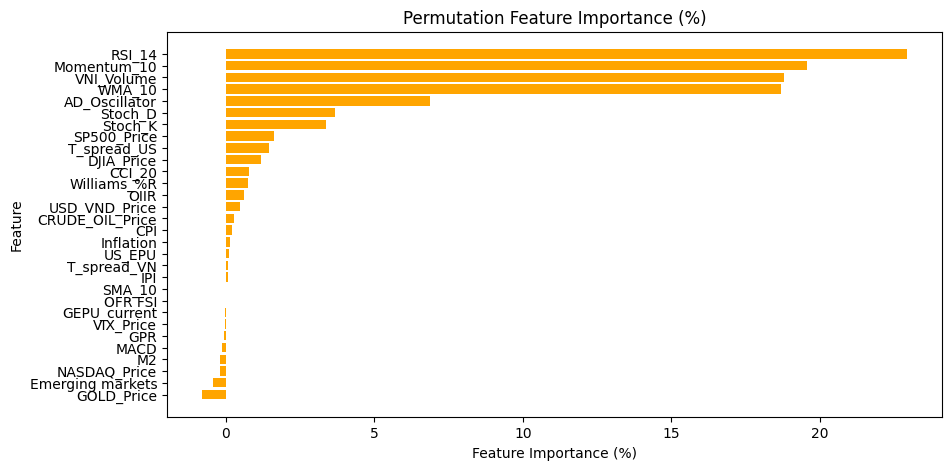 Permutation Feature Importance (%)
RSI_14
Momentum_10
VNI_Volume
WMA_10
AD_Oscillator
Stoch_D
Stoch_K
SP500_Price
T_spread_US
DJIA_Price
CCI_20
Williams_%R
OIIR
USD_VND_Price
CRUDE_OIL_Price
CPI
Inflation
US_EPU
T_spread_VN
IPI
SMA_10
OFR FSI
GEPU_current
VIX_Price
GPR
MACD
M2
NASDAQ_Price
Emerging markets
GOLD_Price
Feature
0 5 10 15 20
Feature Importance (%)